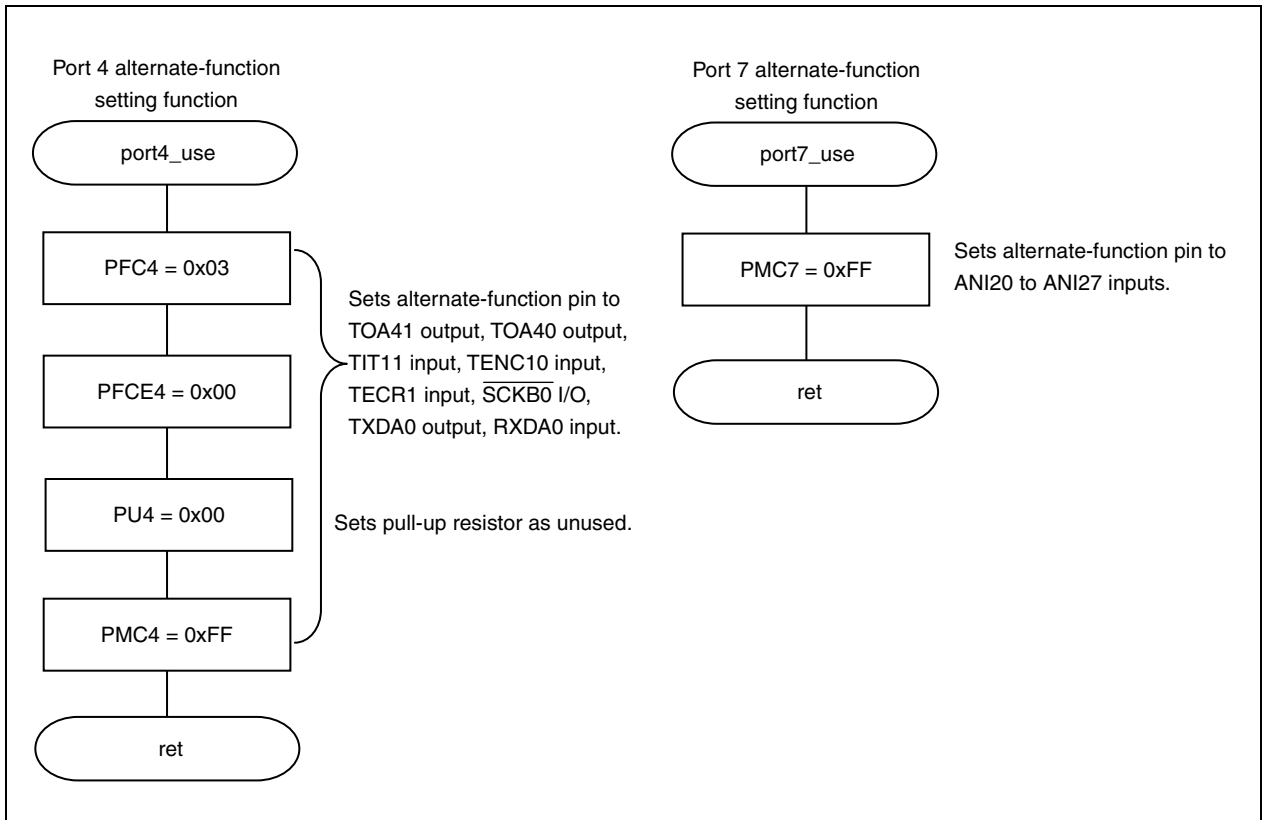 Port 4 alternate-function
setting function
port4_use
PFC4 = 0x03
PFCE4 = 0x00
PU4 = 0x00
PMC4 = 0xFF
ret
Sets alternate-function pin to
TOA41 output, TOA40 output,
TIT11 input, TENC10 input,
TECR1 input, S̅C̅K̅B̅0̅ I/O,
TXDA0 output, RXDA0 input.
Sets pull-up resistor as unused.
Port 7 alternate-function
setting function
port7_use
PMC7 = 0xFF
Sets alternate-function pin to
ANI20 to ANI27 inputs.
ret